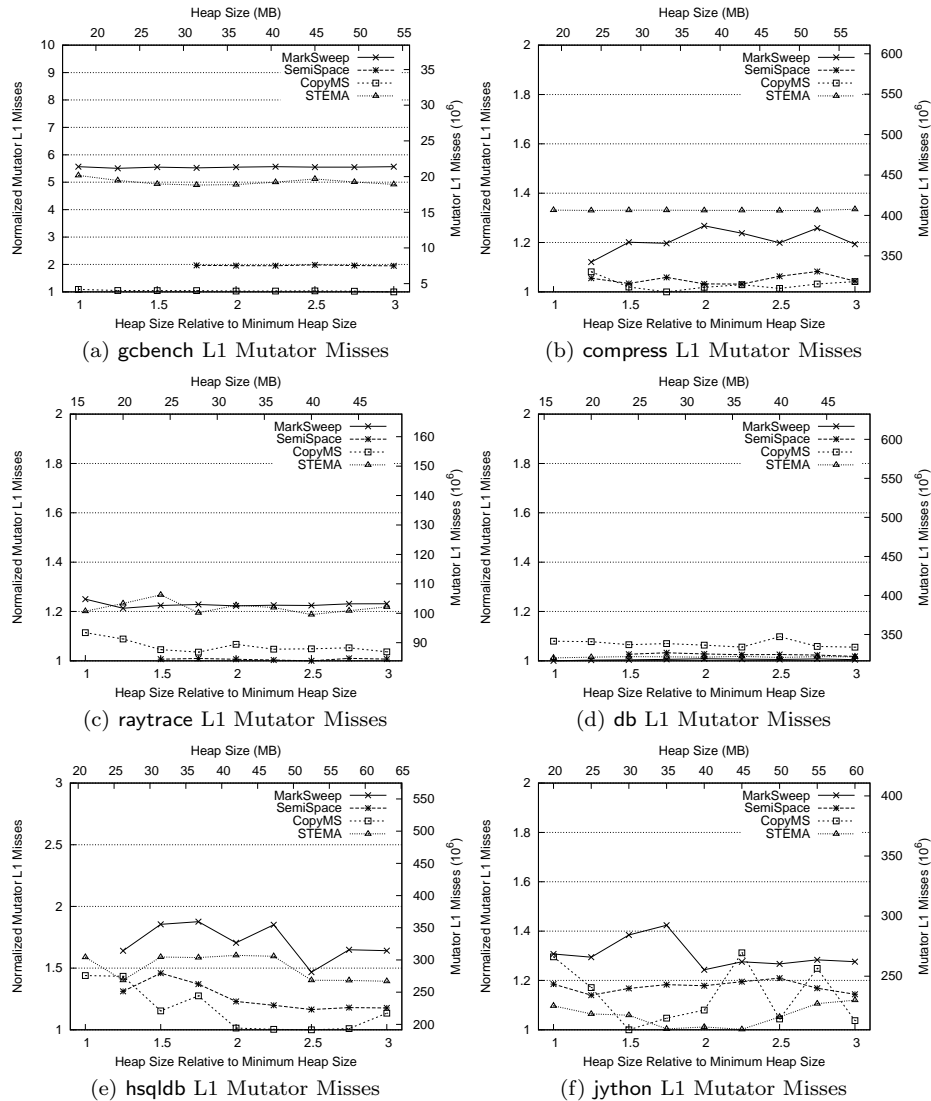 Heap Size (MB)
20 25 30 35 40 45 50 55
Normalized Mutator L1 Misses
10
9
8
7
6
5
4
3
2
1
MarkSweep
SemiSpace
CopyMS
STEMA
35
30
25
20
15
10
5
Mutator L1 Misses (10^6)
1 1.5 2 2.5 3
Heap Size Relative to Minimum Heap Size
(a) gcbench L1 Mutator Misses
Heap Size (MB)
20 25 30 35 40 45 50 55
Normalized Mutator L1 Misses
2
1.8
1.6
1.4
1.2
1
MarkSweep
SemiSpace
CopyMS
STEMA
600
550
500
450
400
350
Mutator L1 Misses (10^6)
1 1.5 2 2.5 3
Heap Size Relative to Minimum Heap Size
(b) compress L1 Mutator Misses
Heap Size (MB)
16 20 24 28 32 36 40 44
Normalized Mutator L1 Misses
2
1.8
1.6
1.4
1.2
1
MarkSweep
SemiSpace
CopyMS
STEMA
160
150
140
130
120
110
100
90
Mutator L1 Misses (10^6)
1 1.5 2 2.5 3
Heap Size Relative to Minimum Heap Size
(c) raytrace L1 Mutator Misses
Heap Size (MB)
15 20 25 30 35 40 45
Normalized Mutator L1 Misses
2
1.8
1.6
1.4
1.2
1
MarkSweep
SemiSpace
CopyMS
STEMA
600
550
500
450
400
350
Mutator L1 Misses (10^6)
1 1.5 2 2.5 3
Heap Size Relative to Minimum Heap Size
(d) db L1 Mutator Misses
Heap Size (MB)
20 25 30 35 40 45 50 55 60 65
Normalized Mutator L1 Misses
3
2.5
2
1.5
1
MarkSweep
SemiSpace
CopyMS
STEMA
550
500
450
400
350
300
250
200
Mutator L1 Misses (10^6)
1 1.5 2 2.5 3
Heap Size Relative to Minimum Heap Size
(e) hsqldb L1 Mutator Misses
Heap Size (MB)
20 25 30 35 40 45 50 55 60
Normalized Mutator L1 Misses
2
1.8
1.6
1.4
1.2
1
MarkSweep
SemiSpace
CopyMS
STEMA
400
350
300
250
Mutator L1 Misses (10^6)
1 1.5 2 2.5 3
Heap Size Relative to Minimum Heap Size
(f) jython L1 Mutator Misses